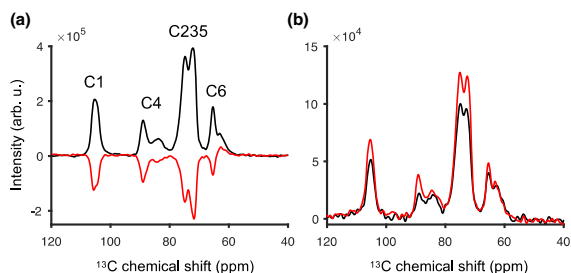 (a)
×10⁵
C235
C1
C4
C6
Intensity (arb. u.)
4
2
0
-2
120 100 80 60 40
¹³C chemical shift (ppm)
(b)
×10⁴
15
10
5
0
120 100 80 60 40
¹³C chemical shift (ppm)